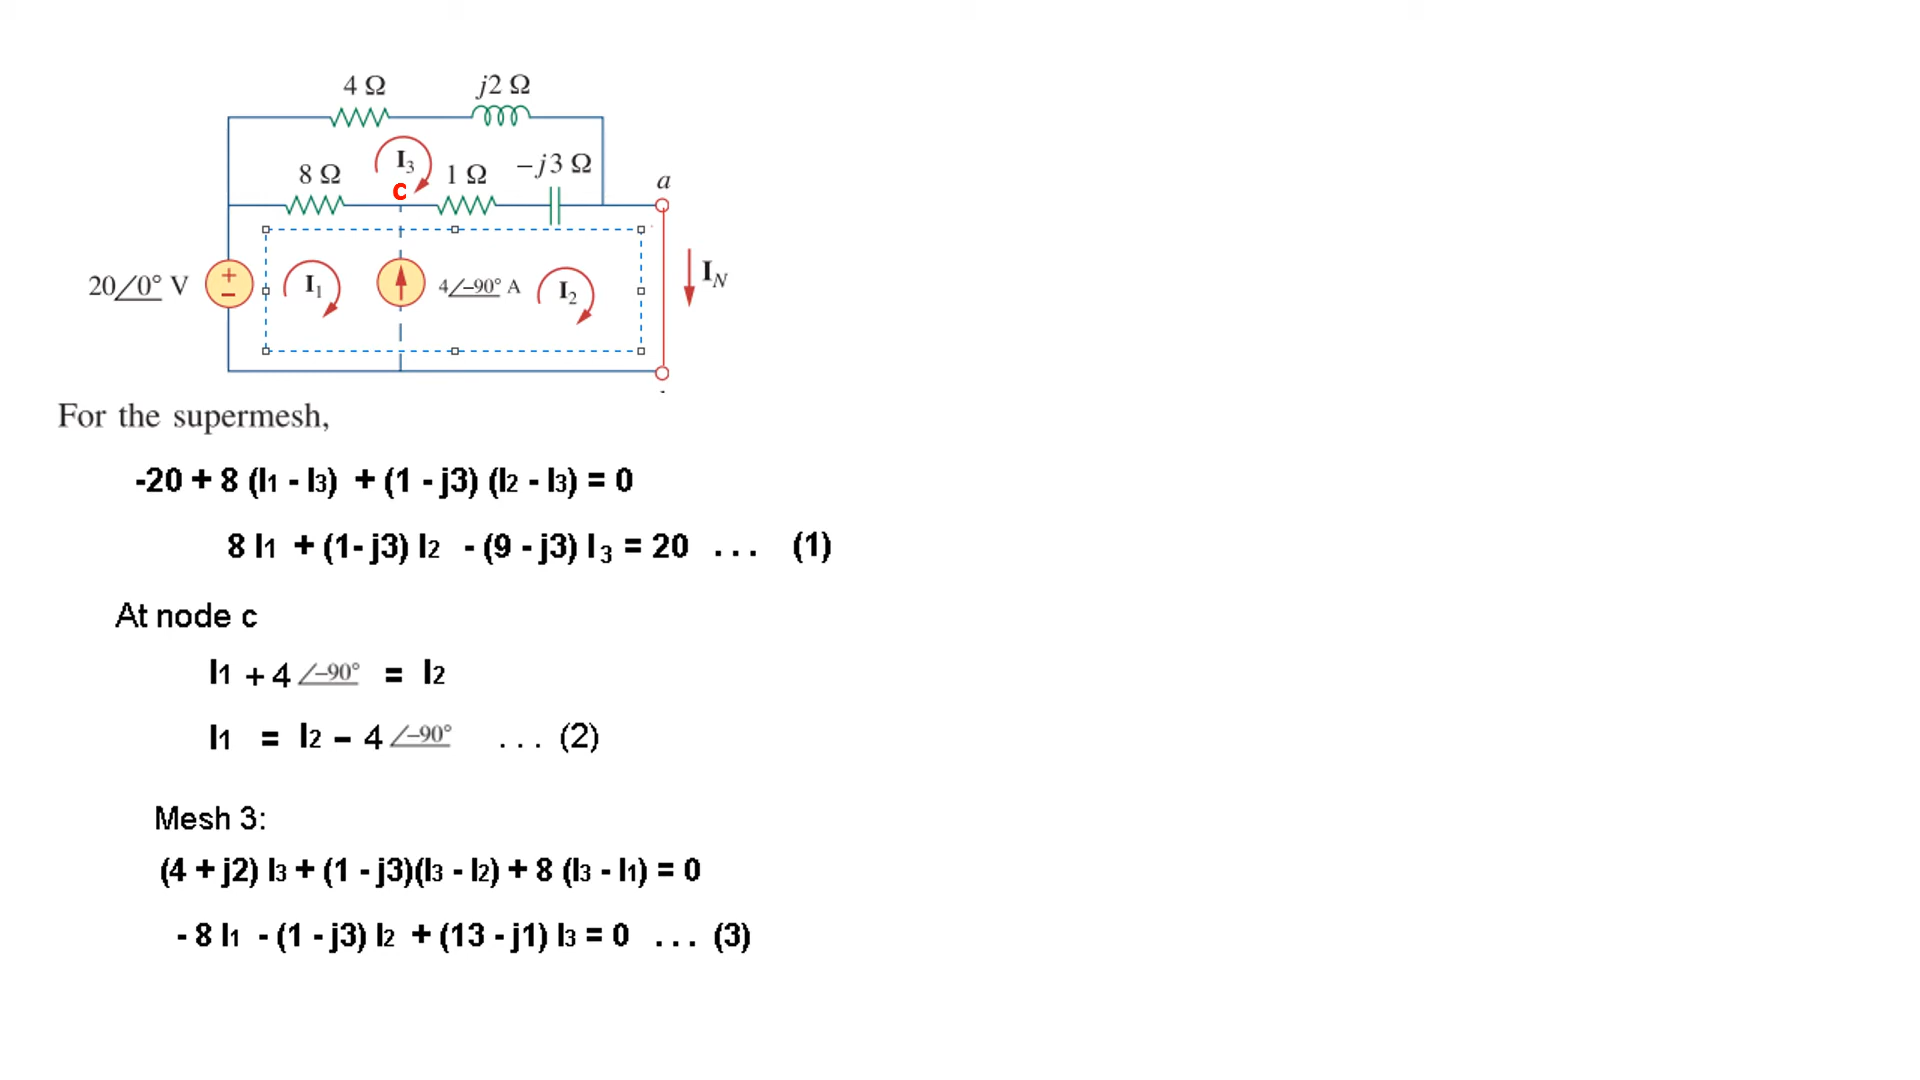 4 Ω
j2 Ω
8 Ω
I3
c
1 Ω
−j3 Ω
a
20∠0° V
+
−
I1
4∠−90° A
I2
IN
For the supermesh,
-20 + 8 (I1 - I3) + (1 - j3) (I2 - I3) = 0
8 I1 + (1- j3) I2 - (9 - j3) I 3 = 20 ... (1)
At node c
I1 + 4 ∠−90° = I2
I1 = I2 − 4 ∠−90° ... (2)
Mesh 3:
(4 + j2) I3 + (1 - j3)(I3 - I2) + 8 (I3 - I1) = 0
- 8 I1 - (1 - j3) I2 + (13 - j1) I3 = 0 ... (3)